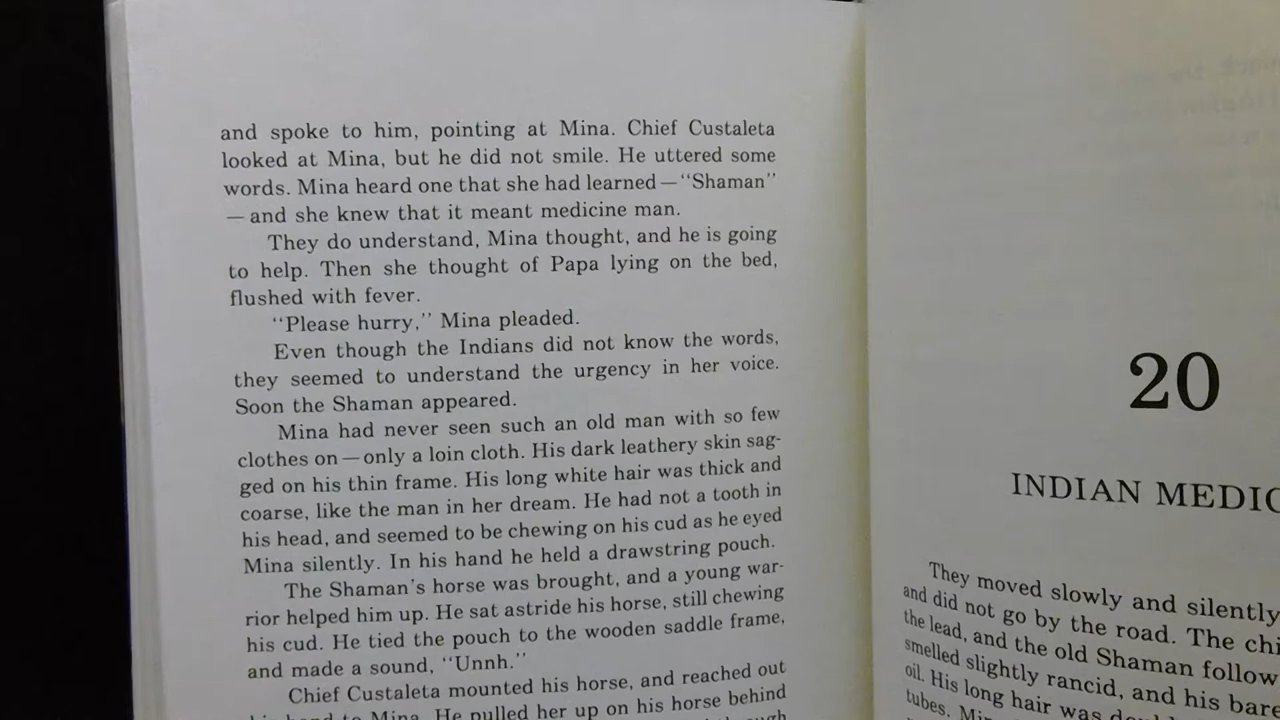 and spoke to him, pointing at Mina. Chief Custaleta
looked at Mina, but he did not smile. He uttered some
words. Mina heard one that she had learned—‘‘Shaman’’
—and she knew that it meant medicine man.
They do understand, Mina thought, and he is going
to help. Then she thought of Papa lying on the bed,
flushed with fever.
‘‘Please hurry,’’ Mina pleaded.
Even though the Indians did not know the words,
they seemed to understand the urgency in her voice.
Soon the Shaman appeared.
Mina had never seen such an old man with so few
clothes on—only a loin cloth. His dark leathery skin sag-
ged on his thin frame. His long white hair was thick and
coarse, like the man in her dream. He had not a tooth in
his head, and seemed to be chewing on his cud as he eyed
Mina silently. In his hand he held a drawstring pouch.
The Shaman's horse was brought, and a young war-
rior helped him up. He sat astride his horse, still chewing
his cud. He tied the pouch to the wooden saddle frame,
and made a sound, ‘‘Unnh.’’
Chief Custaleta mounted his horse, and reached out
his hand to Mina. He pulled her up on his horse behind
20
INDIAN MEDIC
They moved slowly and silently
and did not go by the road. The chi
the lead, and the old Shaman follow
smelled slightly rancid, and his bare
oil. His long hair was
tubes.